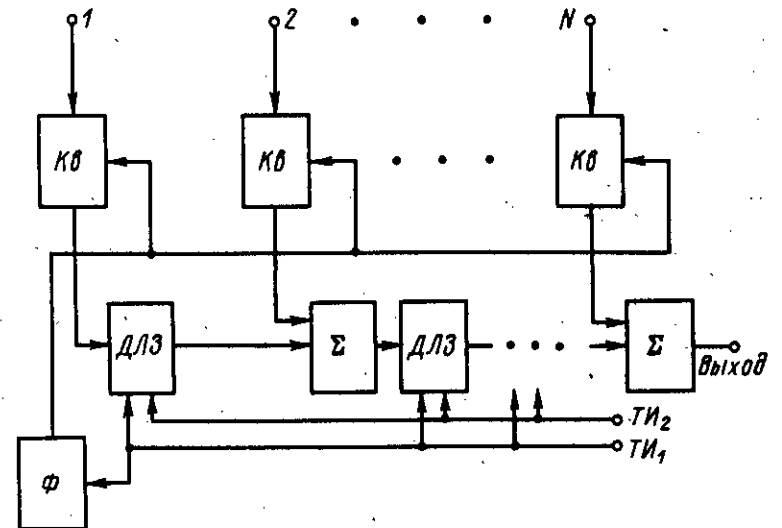 1 2 N
Кв Кв Кв
ДЛЗ Σ ДЛЗ Σ
Выход
ТИ₂
ТИ₁
Ф